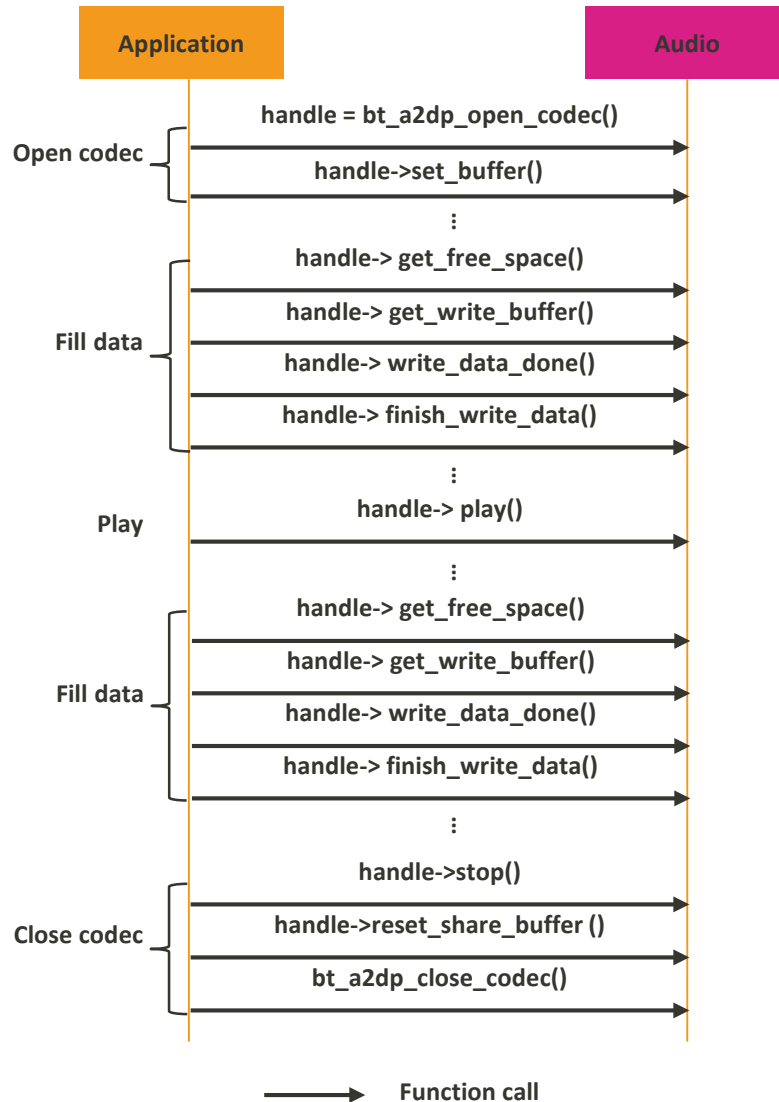 Application
Audio
handle = bt_a2dp_open_codec()
Open codec
handle->set_buffer()
⋮
handle-> get_free_space()
handle-> get_write_buffer()
Fill data
handle-> write_data_done()
handle-> finish_write_data()
⋮
Play
handle-> play()
⋮
handle-> get_free_space()
handle-> get_write_buffer()
Fill data
handle-> write_data_done()
handle-> finish_write_data()
⋮
handle->stop()
handle->reset_share_buffer ()
Close codec
bt_a2dp_close_codec()
Function call